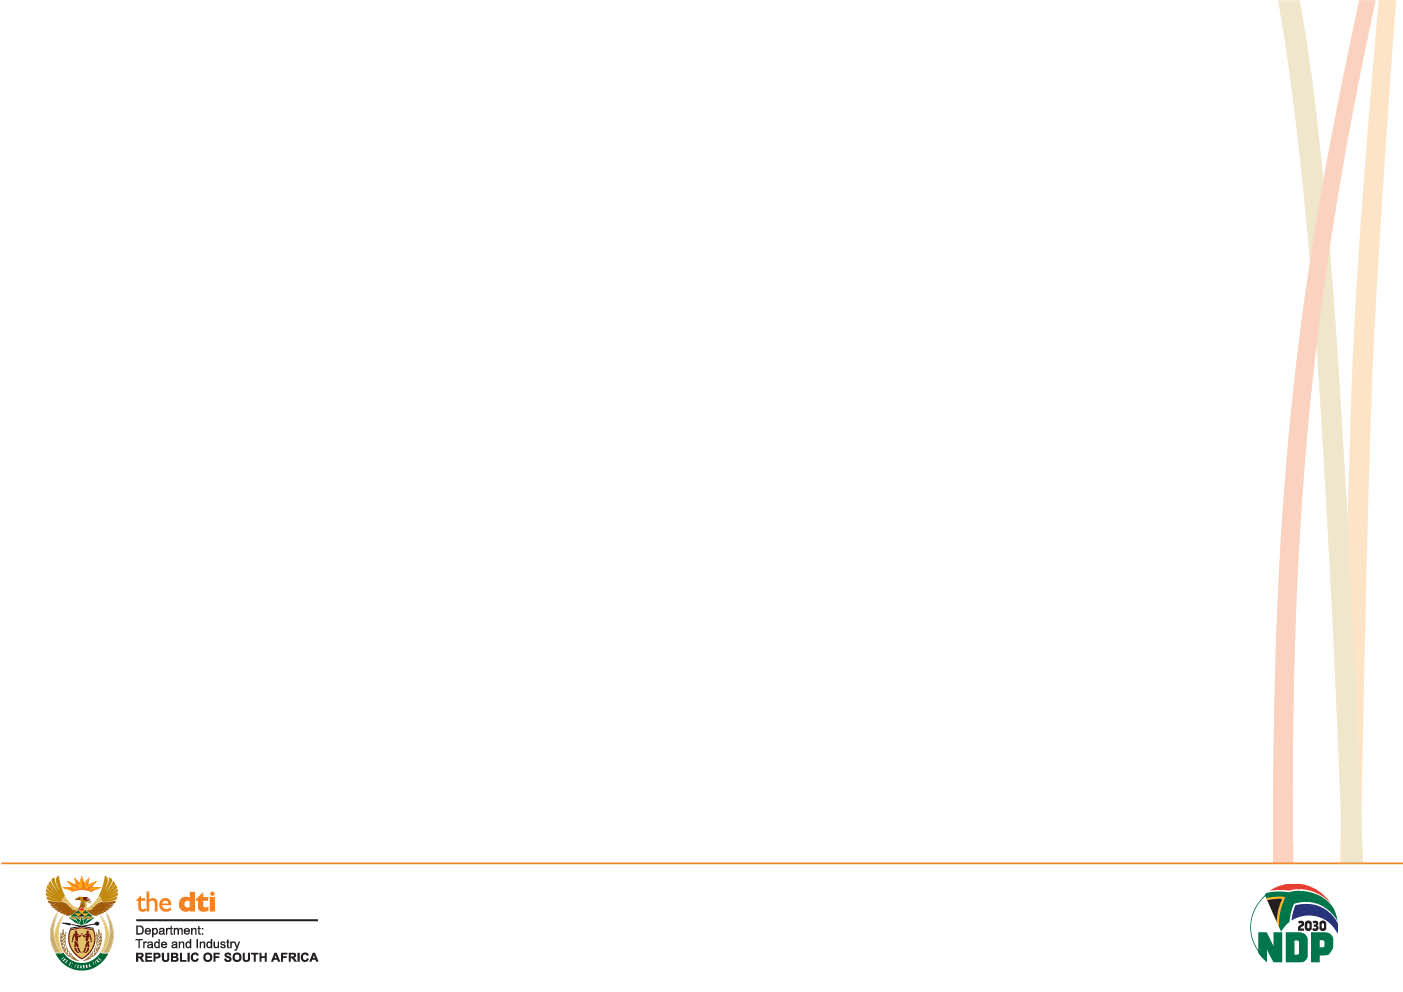 the dti
Department:
Trade and Industry
REPUBLIC OF SOUTH AFRICA
2030
NDP